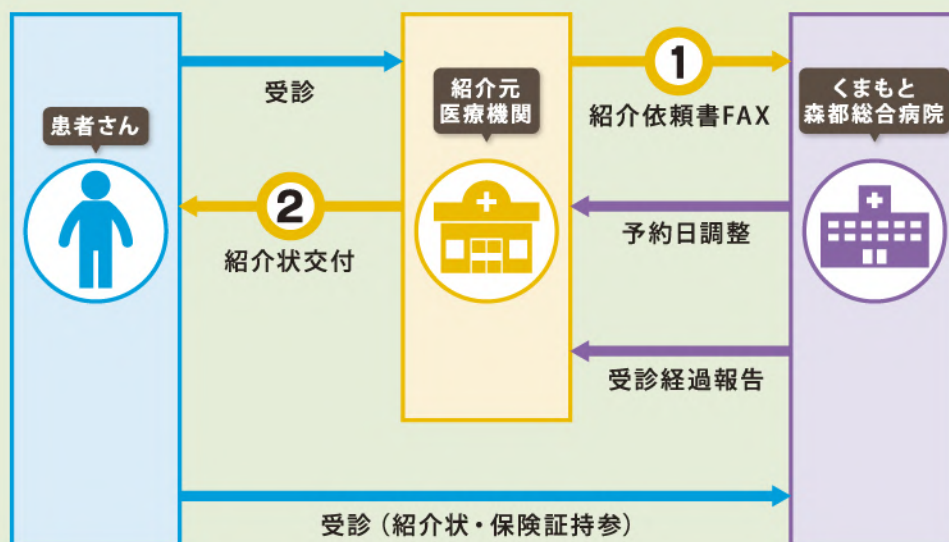 受診
患者さん
紹介元
医療機関
1
紹介依頼書FAX
くまもと
森都総合病院
2
紹介状交付
予約日調整
受診経過報告
受診（紹介状・保険証持参）